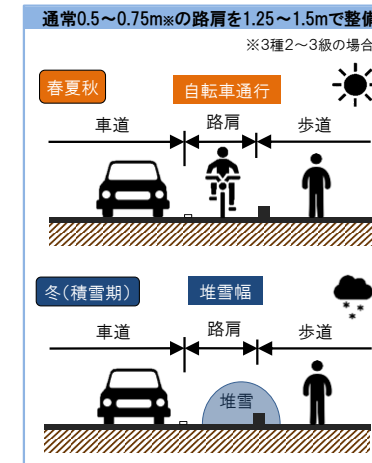 通常0.5～0.75m※の路肩を1.25～1.5mで整備
※3種2～3級の場合
春夏秋
自転車通行
車道 路肩 歩道
冬(積雪期)
堆雪幅
車道 路肩 歩道
堆雪